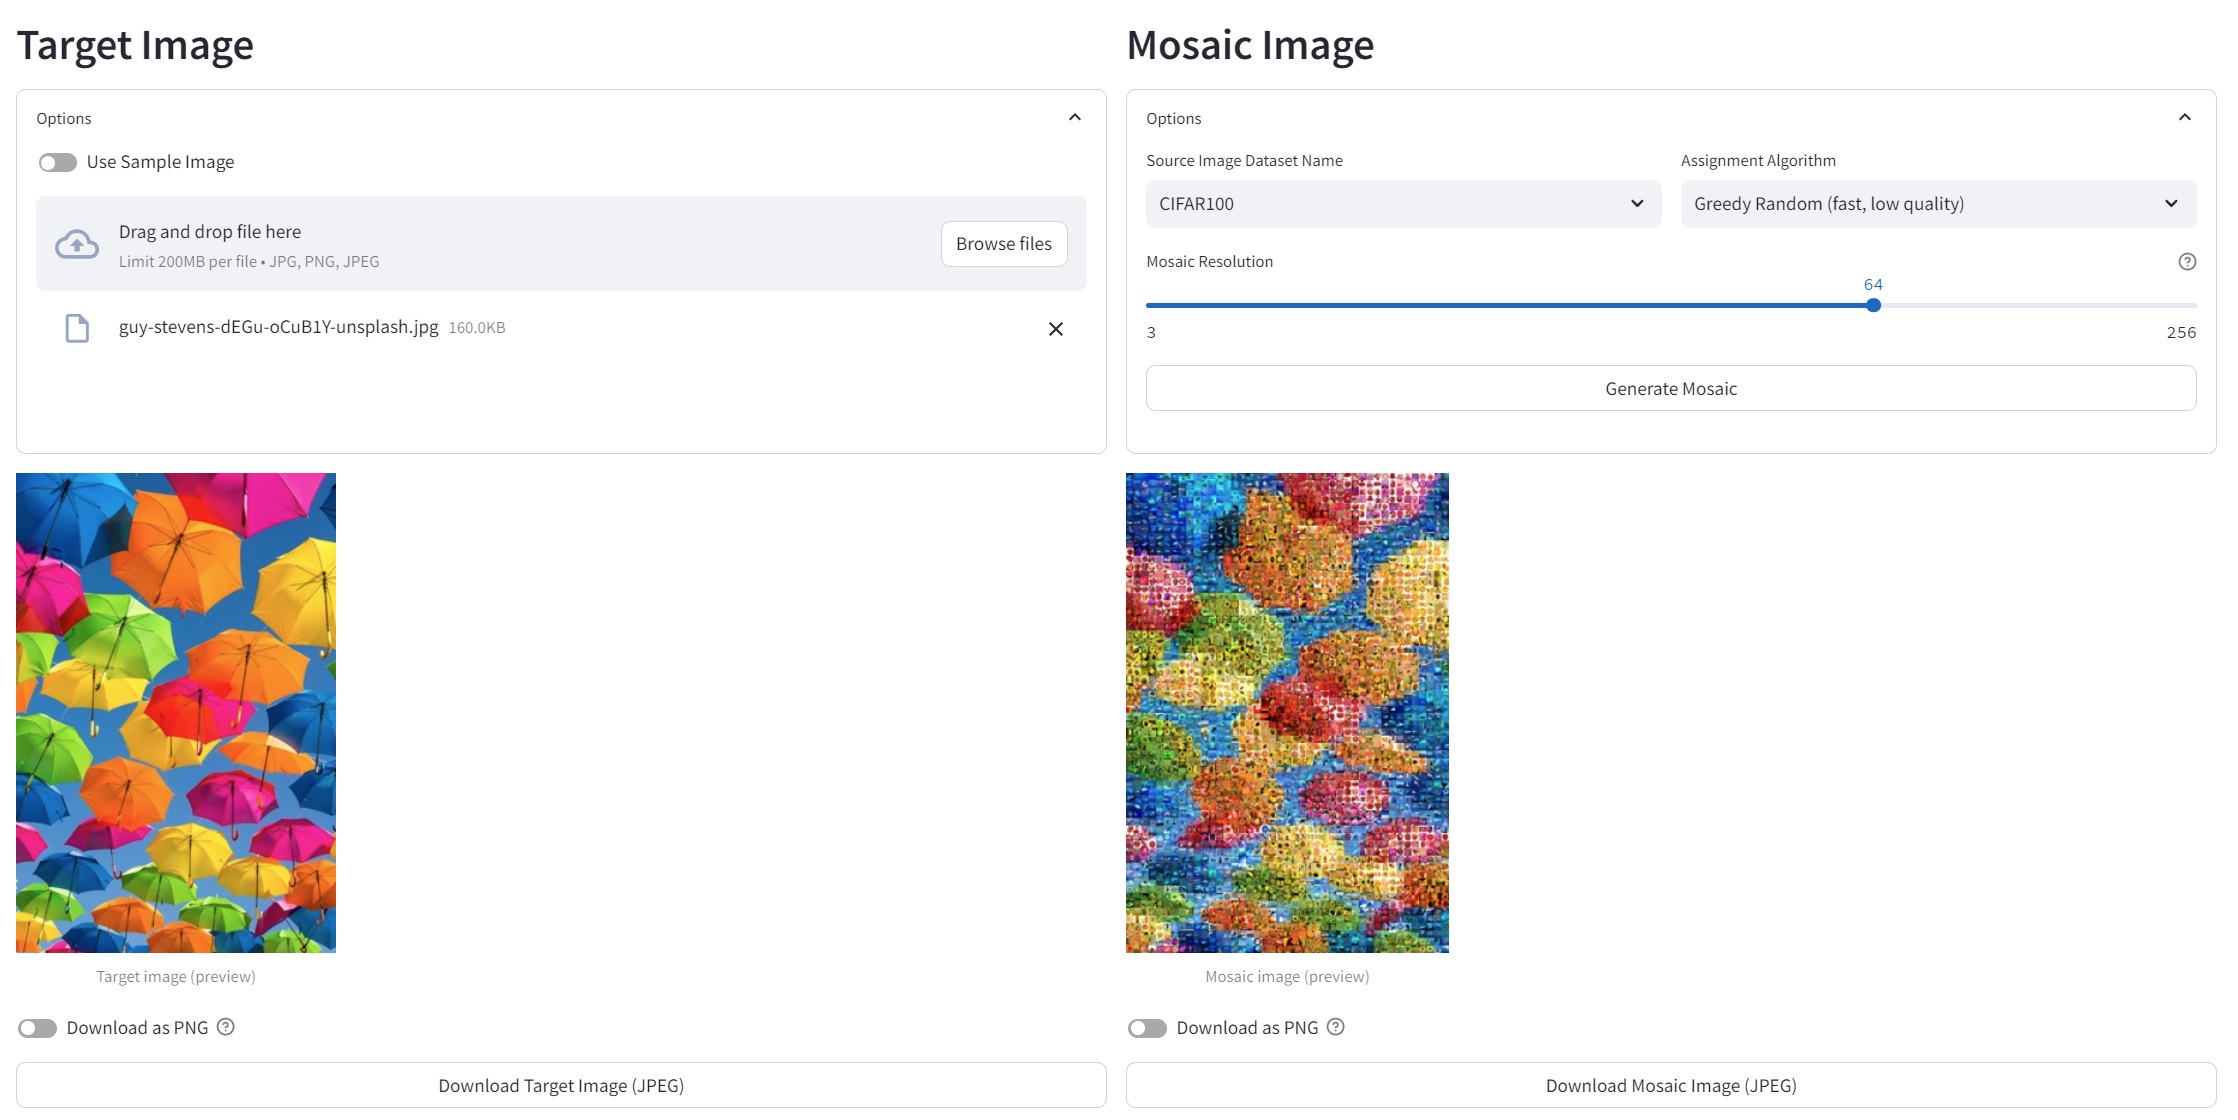 Target Image
Options
Use Sample Image
Drag and drop file here
Limit 200MB per file • JPG, PNG, JPEG
Browse files
guy-stevens-dEGu-oCuB1Y-unsplash.jpg 160.0KB
Target image (preview)
Download as PNG
Download Target Image (JPEG)
Mosaic Image
Options
Source Image Dataset Name
CIFAR100
Assignment Algorithm
Greedy Random (fast, low quality)
Mosaic Resolution
64
3
256
Generate Mosaic
Mosaic image (preview)
Download as PNG
Download Mosaic Image (JPEG)